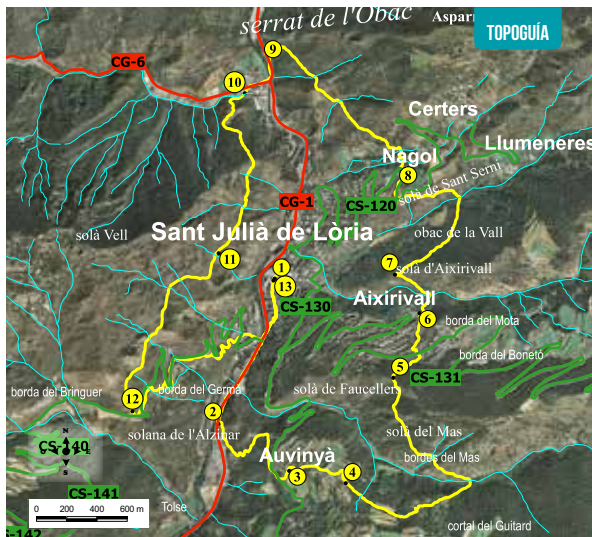 serrat de l'Obac
Aspar
TOPOGUÍA
CG-6
9
10
Certers
Llumeneres
Nagol
8
solà de Sant Serni
CS-120
CG-1
solà Vell
Sant Julià de Lòria
obac de la Vall
11
1
13
7
solà d'Aixirivall
CS-130
Aixirivall
6
borda del Mota
borda del Bonetó
5
CS-131
borda del Bringuer
borda del Germà
solà de Faucellers
12
2
solana de l'Alzinar
solà del Mas
N
CS-140
S
Auvinyà
bordes del Mas
3
4
CS-141
Tolse
0 200 400 600 m
cortal del Guitard
CS-142